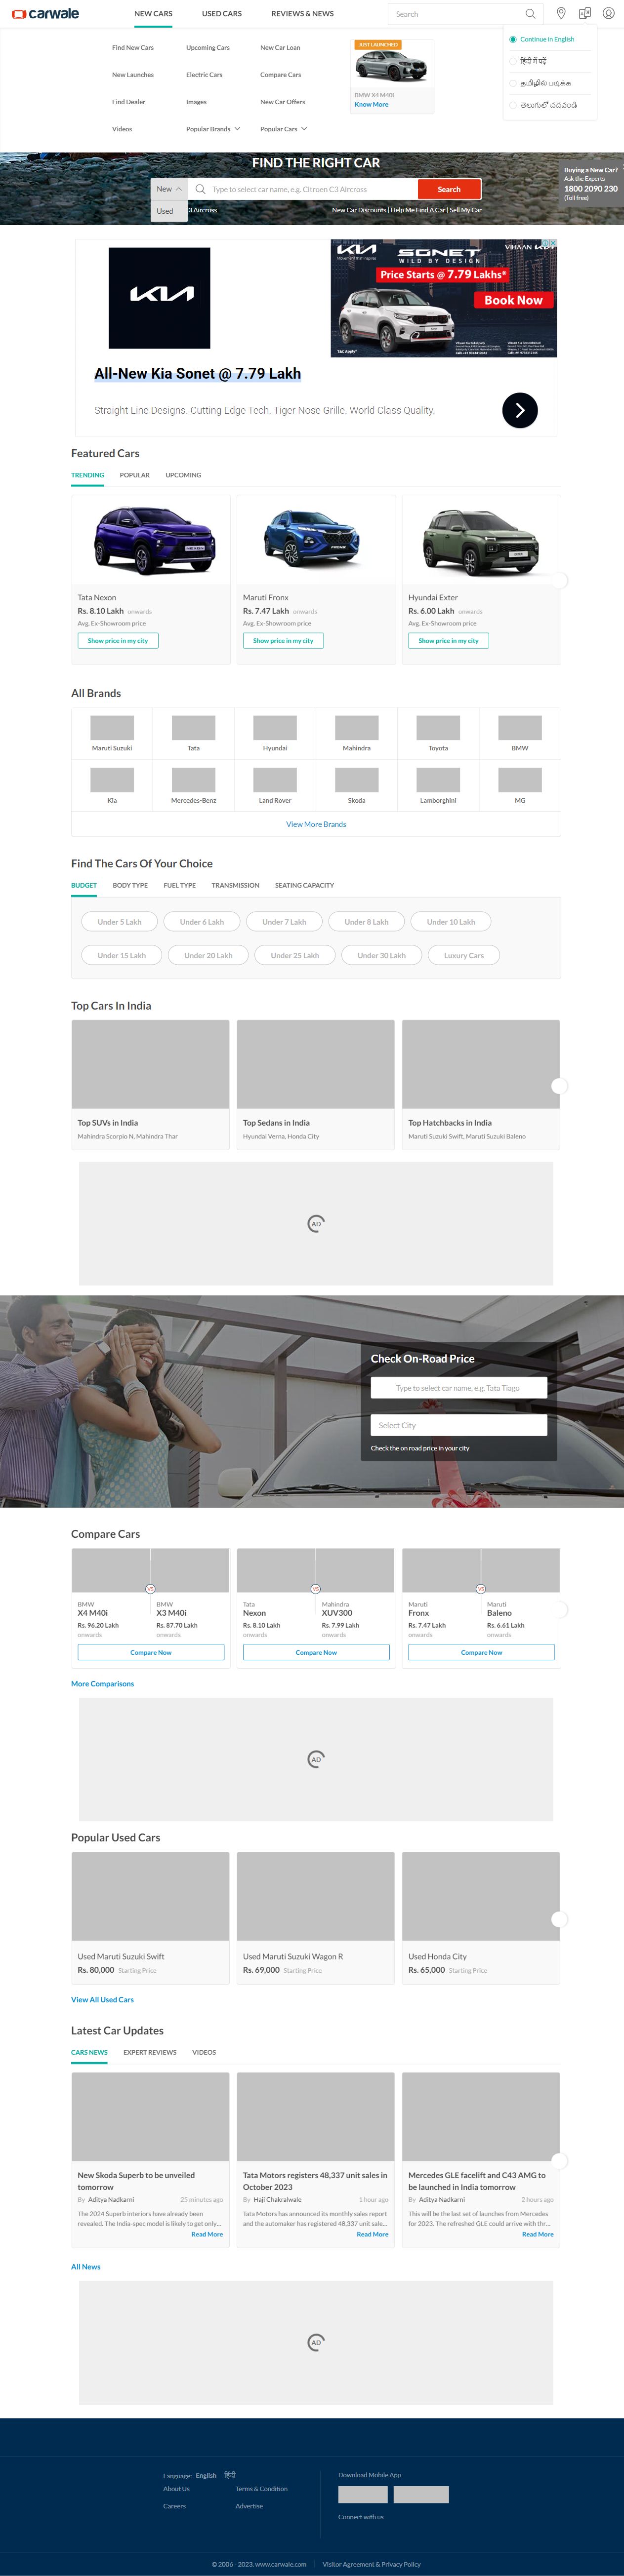 carwale
NEW CARS USED CARS REVIEWS & NEWS
Search
Continue in English
हिंदी में पढ़ें
தமிழில் படிக்க
తెలుగులో చదవండి
Find New Cars Upcoming Cars New Car Loan
New Launches Electric Cars Compare Cars
Find Dealer Images New Car Offers
Videos Popular Brands Popular Cars
JUST LAUNCHED
BMW X4 M40i
Know More
FIND THE RIGHT CAR
New Type to select car name, e.g. Citroen C3 Aircross Search
Used C3 Aircross New Car Discounts | Help Me Find A Car | Sell My Car
Buying a New Car?
Ask the Experts
1800 2090 230
(Toll free)
KIA
KIA
Movement that inspires
SONET
WILD BY DESIGN
VIHAAN KIA
Price Starts @ 7.79 Lakhs*
Book Now
T&C Apply*
All-New Kia Sonet @ 7.79 Lakh
Straight Line Designs. Cutting Edge Tech. Tiger Nose Grille. World Class Quality.
Featured Cars
TRENDING POPULAR UPCOMING
Tata Nexon
Rs. 8.10 Lakh onwards
Avg. Ex-Showroom price
Show price in my city
Maruti Fronx
Rs. 7.47 Lakh onwards
Avg. Ex-Showroom price
Show price in my city
Hyundai Exter
Rs. 6.00 Lakh onwards
Avg. Ex-Showroom price
Show price in my city
All Brands
Maruti Suzuki Tata Hyundai Mahindra Toyota BMW
Kia Mercedes-Benz Land Rover Skoda Lamborghini MG
View More Brands
Find The Cars Of Your Choice
BUDGET BODY TYPE FUEL TYPE TRANSMISSION SEATING CAPACITY
Under 5 Lakh Under 6 Lakh Under 7 Lakh Under 8 Lakh Under 10 Lakh
Under 15 Lakh Under 20 Lakh Under 25 Lakh Under 30 Lakh Luxury Cars
Top Cars In India
Top SUVs in India
Mahindra Scorpio N, Mahindra Thar
Top Sedans in India
Hyundai Verna, Honda City
Top Hatchbacks in India
Maruti Suzuki Swift, Maruti Suzuki Baleno
AD
Check On-Road Price
Type to select car name, e.g. Tata Tiago
Select City
Check the on road price in your city
Compare Cars
VS
BMW BMW
X4 M40i X3 M40i
Rs. 96.20 Lakh Rs. 87.70 Lakh
onwards onwards
Compare Now
VS
Tata Mahindra
Nexon XUV300
Rs. 8.10 Lakh Rs. 7.99 Lakh
onwards onwards
Compare Now
VS
Maruti Maruti
Fronx Baleno
Rs. 7.47 Lakh Rs. 6.61 Lakh
onwards onwards
Compare Now
More Comparisons
AD
Popular Used Cars
Used Maruti Suzuki Swift
Rs. 80,000 Starting Price
Used Maruti Suzuki Wagon R
Rs. 69,000 Starting Price
Used Honda City
Rs. 65,000 Starting Price
View All Used Cars
Latest Car Updates
CARS NEWS EXPERT REVIEWS VIDEOS
New Skoda Superb to be unveiled
tomorrow
By Aditya Nadkarni 25 minutes ago
The 2024 Superb interiors have already been
revealed. The India-spec model is likely to get only...
Read More
Tata Motors registers 48,337 unit sales in
October 2023
By Haji Chakralwale 1 hour ago
Tata Motors has announced its monthly sales report
and the automaker has registered 48,337 unit sale...
Read More
Mercedes GLE facelift and C43 AMG to
be launched in India tomorrow
By Aditya Nadkarni 2 hours ago
This will be the last set of launches from Mercedes
for 2023. The refreshed GLE could arrive with thr...
Read More
All News
AD
Language: English हिंदी
About Us Terms & Condition
Careers Advertise
Download Mobile App
Connect with us
© 2006 - 2023. www.carwale.com | Visitor Agreement & Privacy Policy